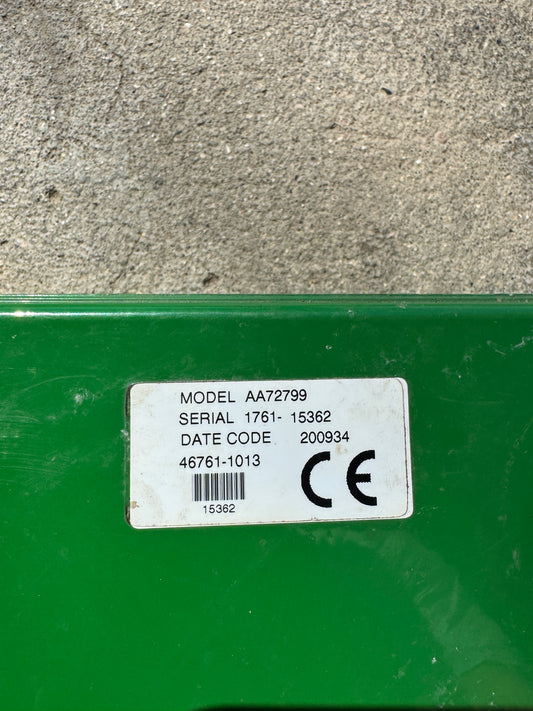 MODEL AA72799
SERIAL 1761- 15362
DATE CODE 200934
46761-1013
CE
15362